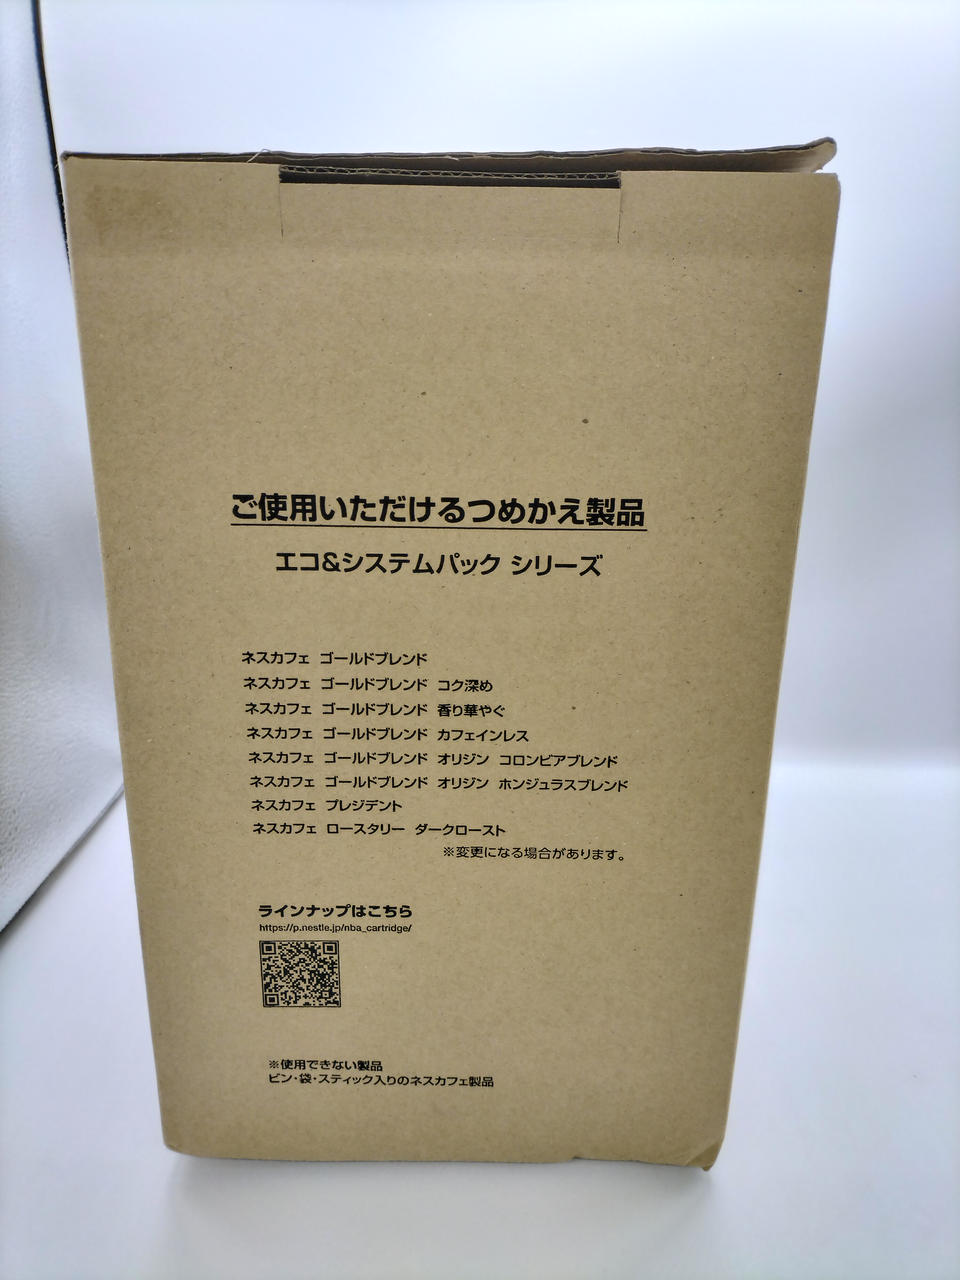 ご使用いただけるつめかえ製品
エコ&システムパック シリーズ
ネスカフェ ゴールドブレンド
ネスカフェ ゴールドブレンド コク深め
ネスカフェ ゴールドブレンド 香り華やぐ
ネスカフェ ゴールドブレンド カフェインレス
ネスカフェ ゴールドブレンド オリジン コロンビアブレンド
ネスカフェ ゴールドブレンド オリジン ホンジュラスブレンド
ネスカフェ プレジデント
ネスカフェ ロースタリー ダークロースト
※変更になる場合があります。
ラインナップはこちら
https://p.nestle.jp/nba_cartridge/
※使用できない製品
ビン・袋・スティック入りのネスカフェ製品